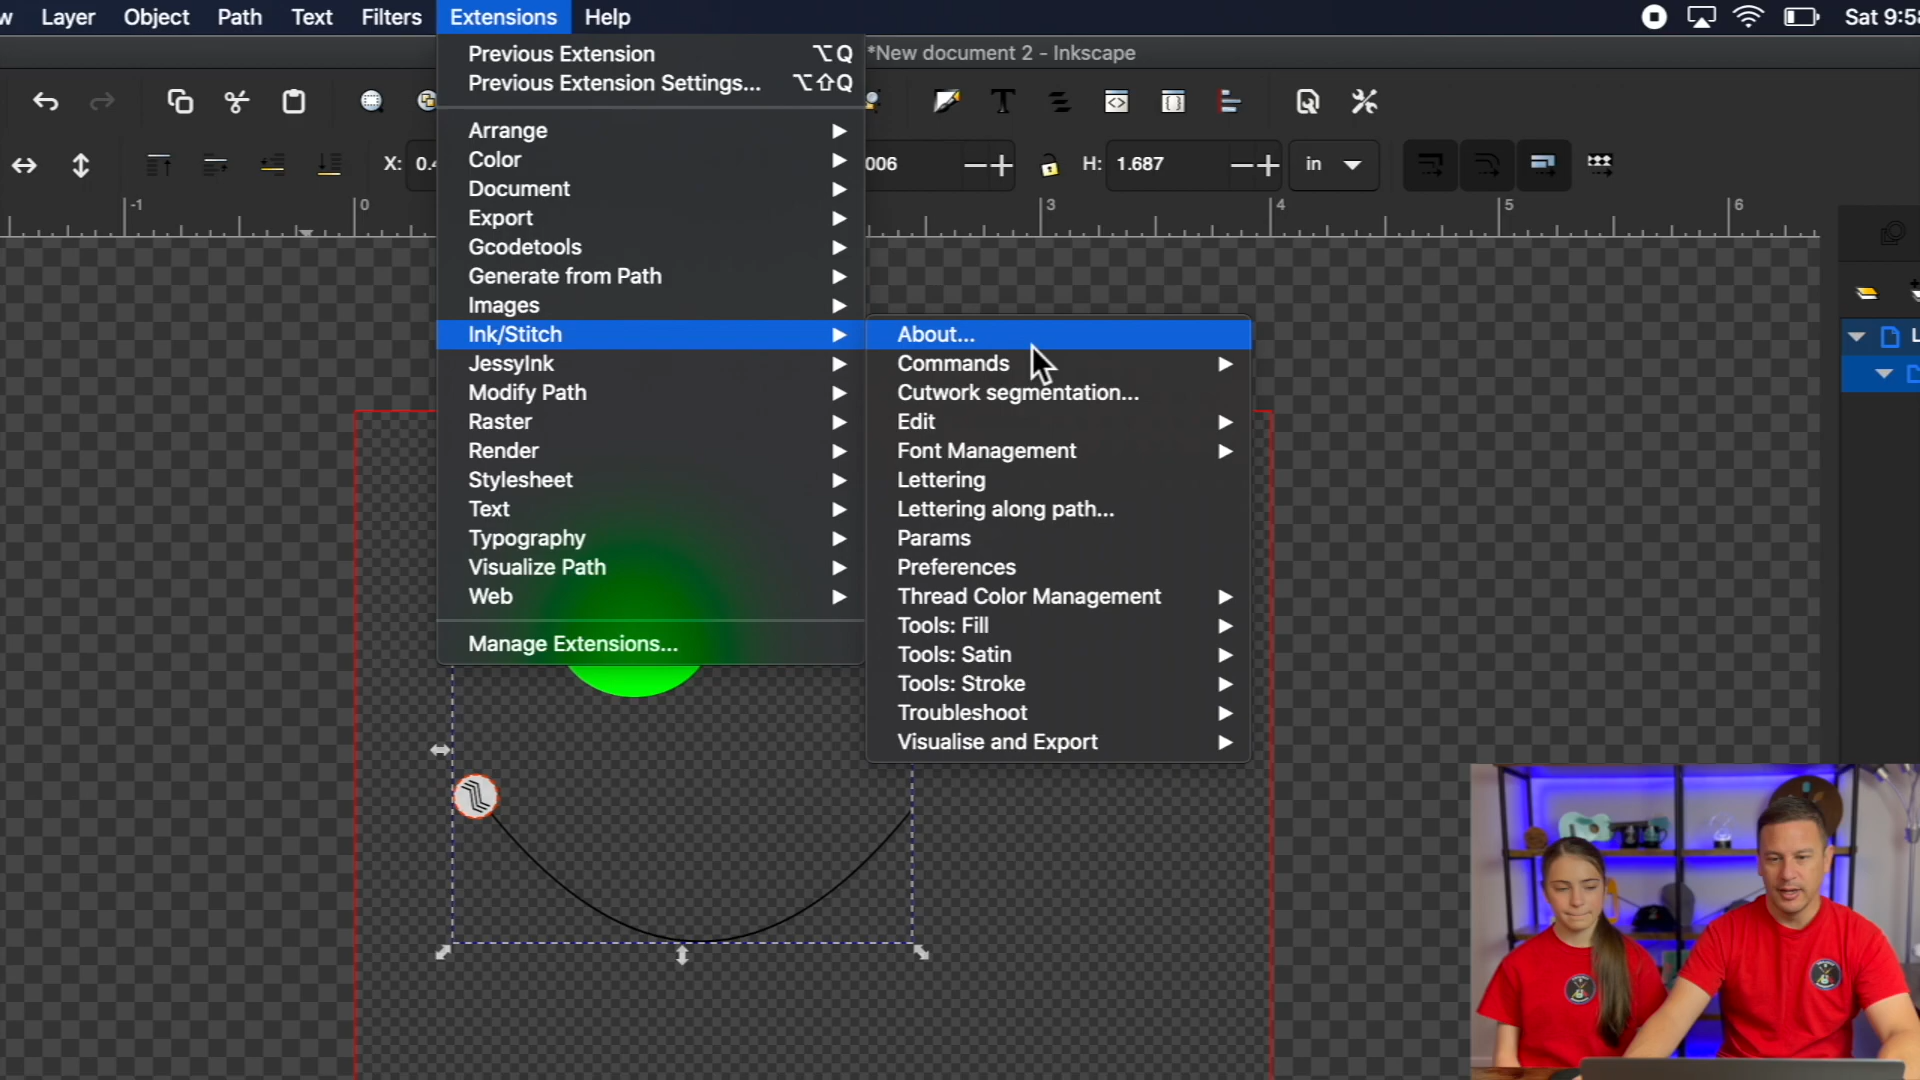 Layer Object Path Text Filters Extensions Help Sat 9:58
*New document 2 - Inkscape
Previous Extension ⌥Q
Previous Extension Settings... ⌥⇧Q
X: 0.4 006 H: 1.687 in
-1 0 3 4 5 6
Arrange
Color
Document
Export
Gcodetools
Generate from Path
Images
Ink/Stitch
JessyInk
Modify Path
Raster
Render
Stylesheet
Text
Typography
Visualize Path
Web
Manage Extensions...
About...
Commands
Cutwork segmentation...
Edit
Font Management
Lettering
Lettering along path...
Params
Preferences
Thread Color Management
Tools: Fill
Tools: Satin
Tools: Stroke
Troubleshoot
Visualise and Export